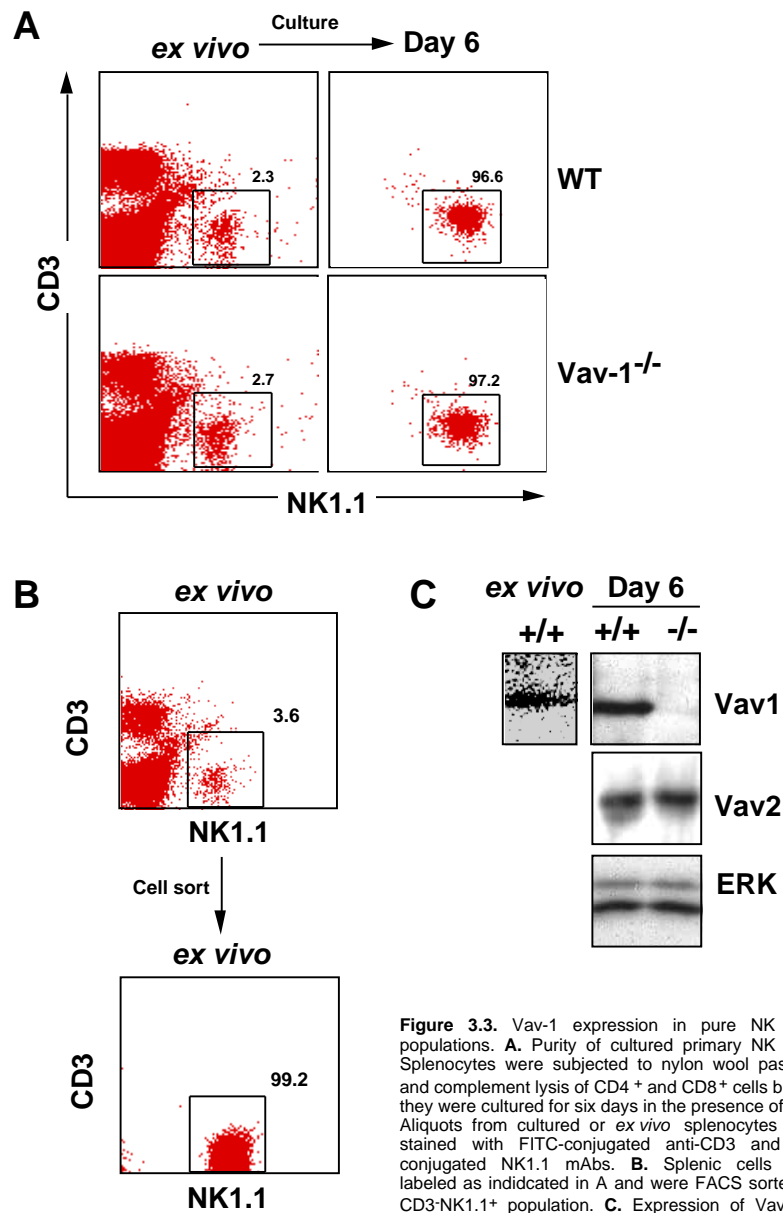 A
Culture
ex vivo
Day 6
2.3
96.6
WT
CD3
2.7
97.2
Vav-1-/-
NK1.1
B
ex vivo
CD3
3.6
NK1.1
Cell sort
ex vivo
CD3
99.2
NK1.1
C
ex vivo Day 6
+/+ +/+ -/-
Vav1
Vav2
ERK
Figure 3.3. Vav-1 expression in pure NK
populations. A. Purity of cultured primary NK
Splenocytes were subjected to nylon wool pas
and complement lysis of CD4+ and CD8+ cells b
they were cultured for six days in the presence of
Aliquots from cultured or ex vivo splenocytes
stained with FITC-conjugated anti-CD3 and
conjugated NK1.1 mAbs. B. Splenic cells
labeled as indidcated in A and were FACS sorte
CD3-NK1.1+ population. C. Expression of Vav